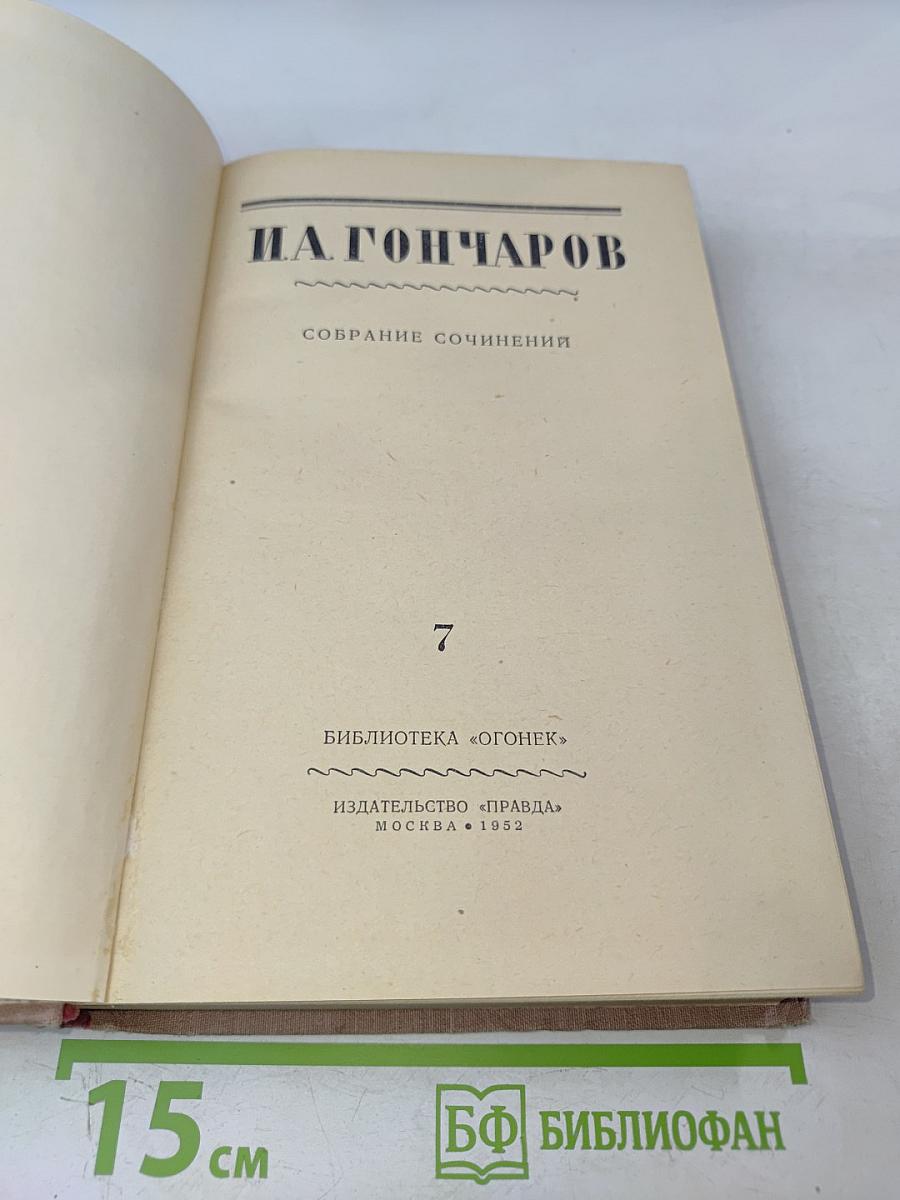 И.А.ГОНЧАРОВ
СОБРАНИЕ СОЧИНЕНИЙ
7
БИБЛИОТЕКА «ОГОНЕК»
ИЗДАТЕЛЬСТВО «ПРАВДА»
МОСКВА • 1952
15 см
БФ БИБЛИОФАН